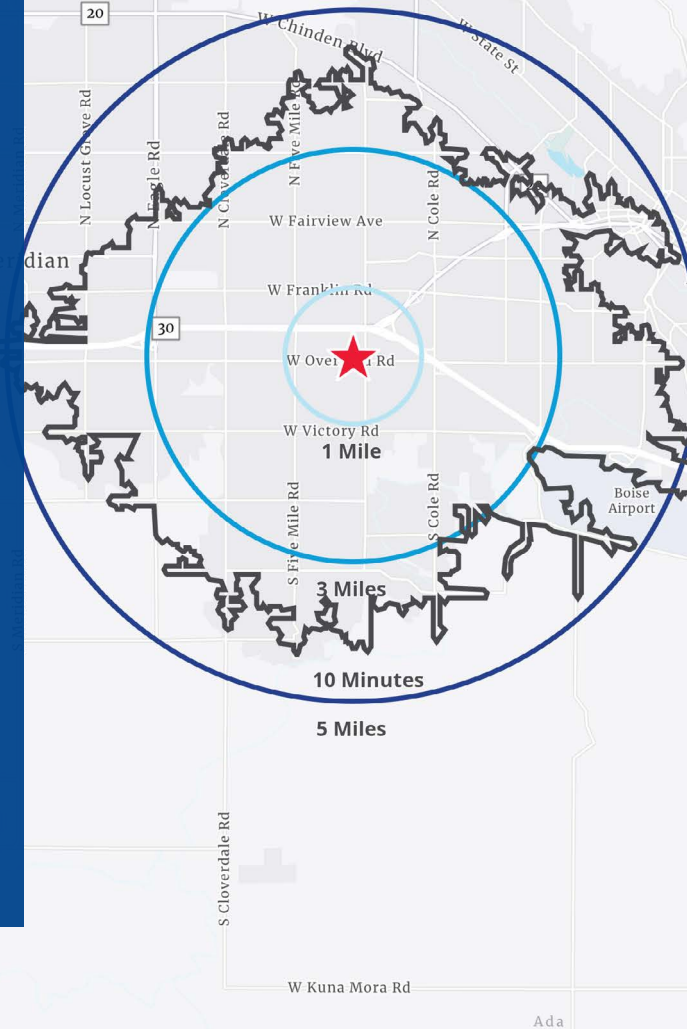 20
W Chinden Blvd
W State St
N Locust Grove Rd
N Eagle Rd
N Cloverdale Rd
N Five Mile Rd
N Cole Rd
W Fairview Ave
W Franklin Rd
30
W Overland Rd
W Victory Rd
1 Mile
S Five Mile Rd
S Cole Rd
Boise
Airport
3 Miles
10 Minutes
5 Miles
S Cloverdale Rd
W Kuna Mora Rd
Ada